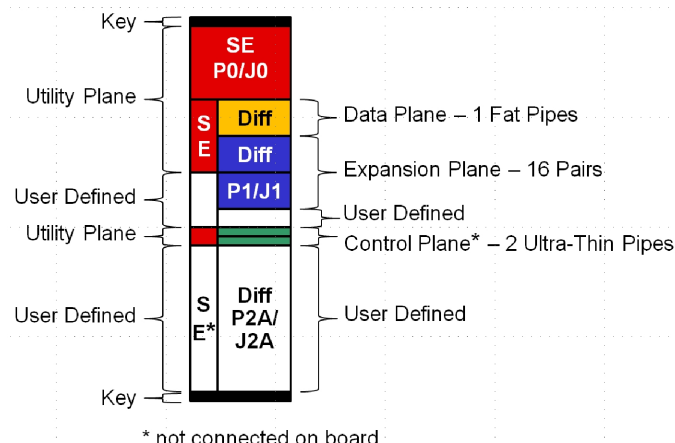 Key
SE
P0/J0
Utility Plane
S
E
Diff
Data Plane – 1 Fat Pipes
Diff
Expansion Plane – 16 Pairs
P1/J1
User Defined
User Defined
Utility Plane
Control Plane* – 2 Ultra-Thin Pipes
User Defined
S
E*
Diff
P2A/
J2A
User Defined
Key
* not connected on board